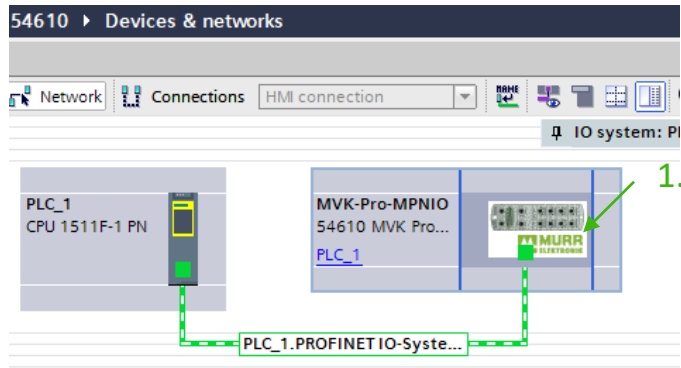 54610 ▸ Devices & networks
Network Connections HMI connection NAME
IO system: Pl
1.
PLC_1
CPU 1511F-1 PN
MVK-Pro-MPNIO
54610 MVK Pro...
PLC_1
MURR
ELEKTRONIK
PLC_1.PROFINET IO-Syste...